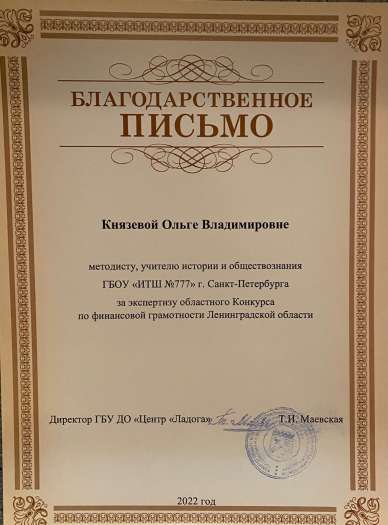 БЛАГОДАРСТВЕННОЕ
ПИСЬМО
Князевой Ольге Владимировне
методисту, учителю истории и обществознания
ГБОУ «ИТШ №777» г. Санкт-Петербурга
за экспертизу областного Конкурса
по финансовой грамотности Ленинградской области
Директор ГБУ ДО «Центр «Ладога» Т.И. Маевская
2022 год